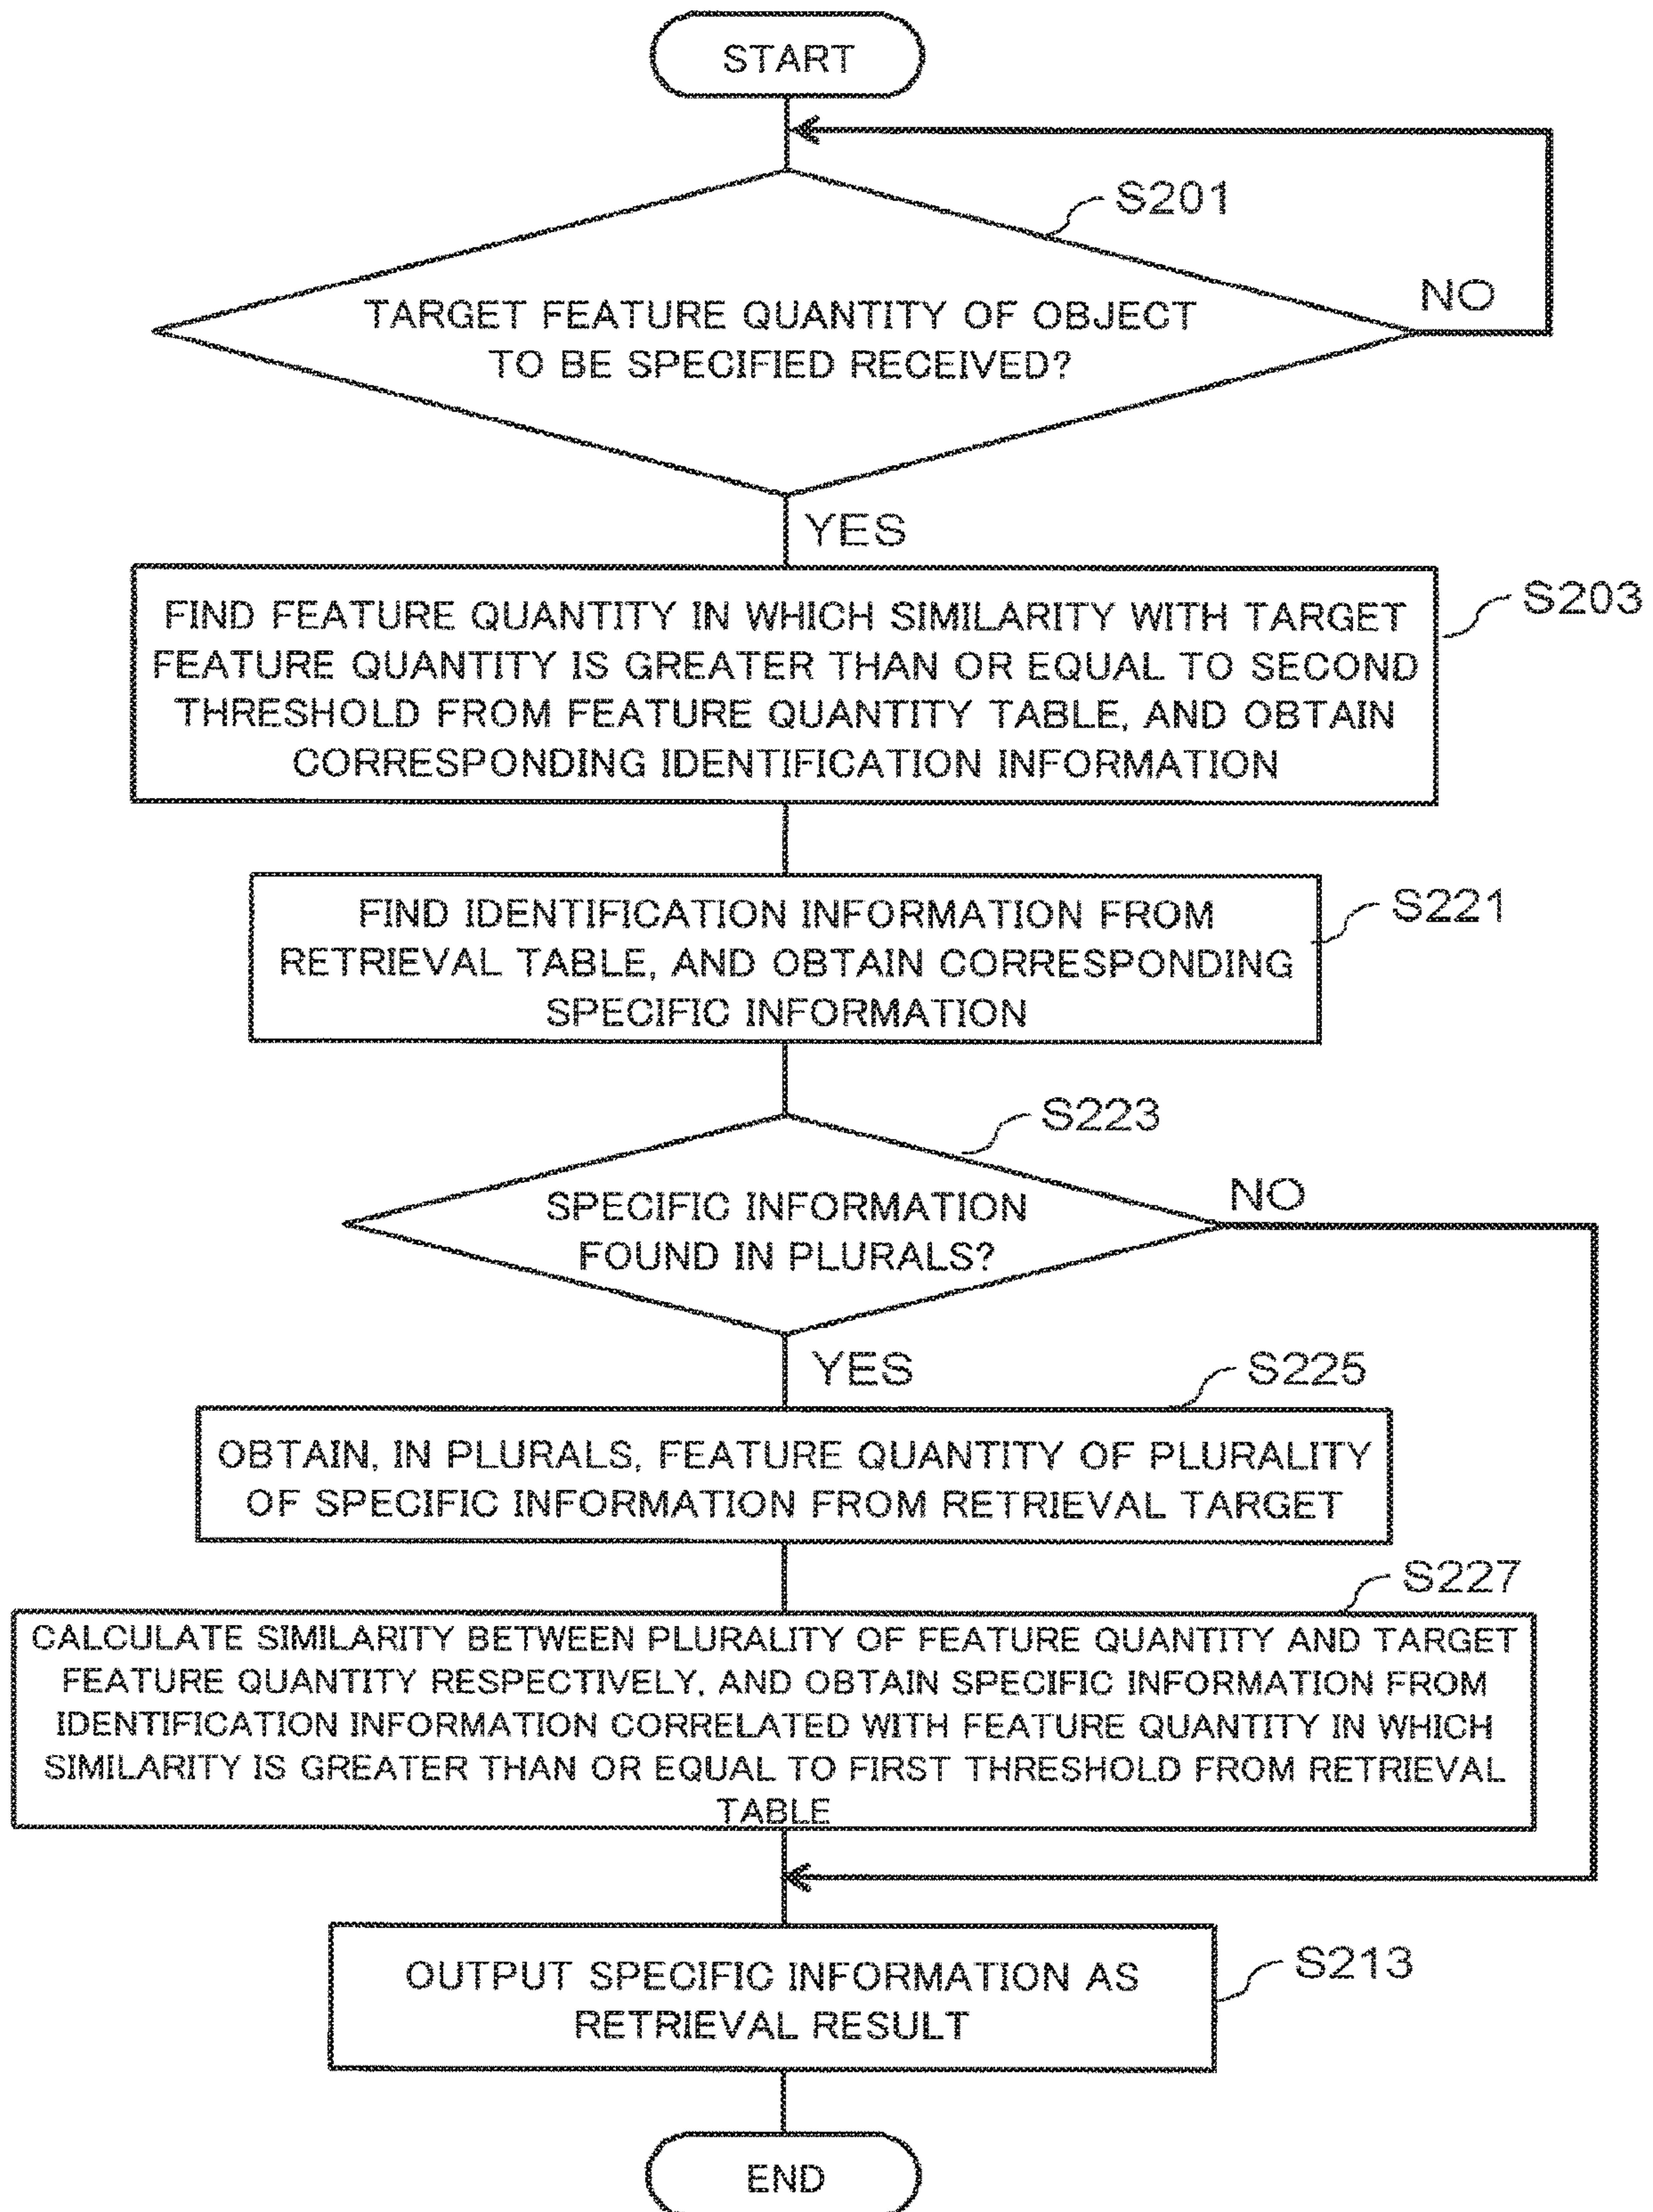 START
S201
NO
TARGET FEATURE QUANTITY OF OBJECT
TO BE SPECIFIED RECEIVED?
YES
S203
FIND FEATURE QUANTITY IN WHICH SIMILARITY WITH TARGET
FEATURE QUANTITY IS GREATER THAN OR EQUAL TO SECOND
THRESHOLD FROM FEATURE QUANTITY TABLE, AND OBTAIN
CORRESPONDING IDENTIFICATION INFORMATION
S221
FIND IDENTIFICATION INFORMATION FROM
RETRIEVAL TABLE, AND OBTAIN CORRESPONDING
SPECIFIC INFORMATION
S223
NO
SPECIFIC INFORMATION
FOUND IN PLURALS?
YES
S225
OBTAIN, IN PLURALS, FEATURE QUANTITY OF PLURALITY
OF SPECIFIC INFORMATION FROM RETRIEVAL TARGET
S227
CALCULATE SIMILARITY BETWEEN PLURALITY OF FEATURE QUANTITY AND TARGET
FEATURE QUANTITY RESPECTIVELY, AND OBTAIN SPECIFIC INFORMATION FROM
IDENTIFICATION INFORMATION CORRELATED WITH FEATURE QUANTITY IN WHICH
SIMILARITY IS GREATER THAN OR EQUAL TO FIRST THRESHOLD FROM RETRIEVAL
TABLE
S213
OUTPUT SPECIFIC INFORMATION AS
RETRIEVAL RESULT
END